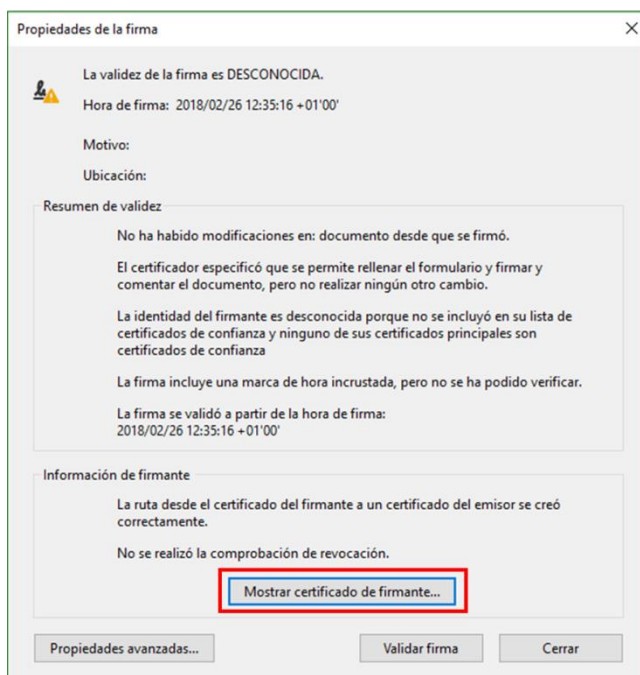 Propiedades de la firma
La validez de la firma es DESCONOCIDA.
Hora de firma: 2018/02/26 12:35:16 +01'00'
Motivo:
Ubicación:
Resumen de validez
No ha habido modificaciones en: documento desde que se firmó.
El certificador especificó que se permite rellenar el formulario y firmar y
comentar el documento, pero no realizar ningún otro cambio.
La identidad del firmante es desconocida porque no se incluyó en su lista de
certificados de confianza y ninguno de sus certificados principales son
certificados de confianza
La firma incluye una marca de hora incrustada, pero no se ha podido verificar.
La firma se validó a partir de la hora de firma:
2018/02/26 12:35:16 +01'00'
Información de firmante
La ruta desde el certificado del firmante a un certificado del emisor se creó
correctamente.
No se realizó la comprobación de revocación.
Mostrar certificado de firmante...
Propiedades avanzadas... Validar firma Cerrar